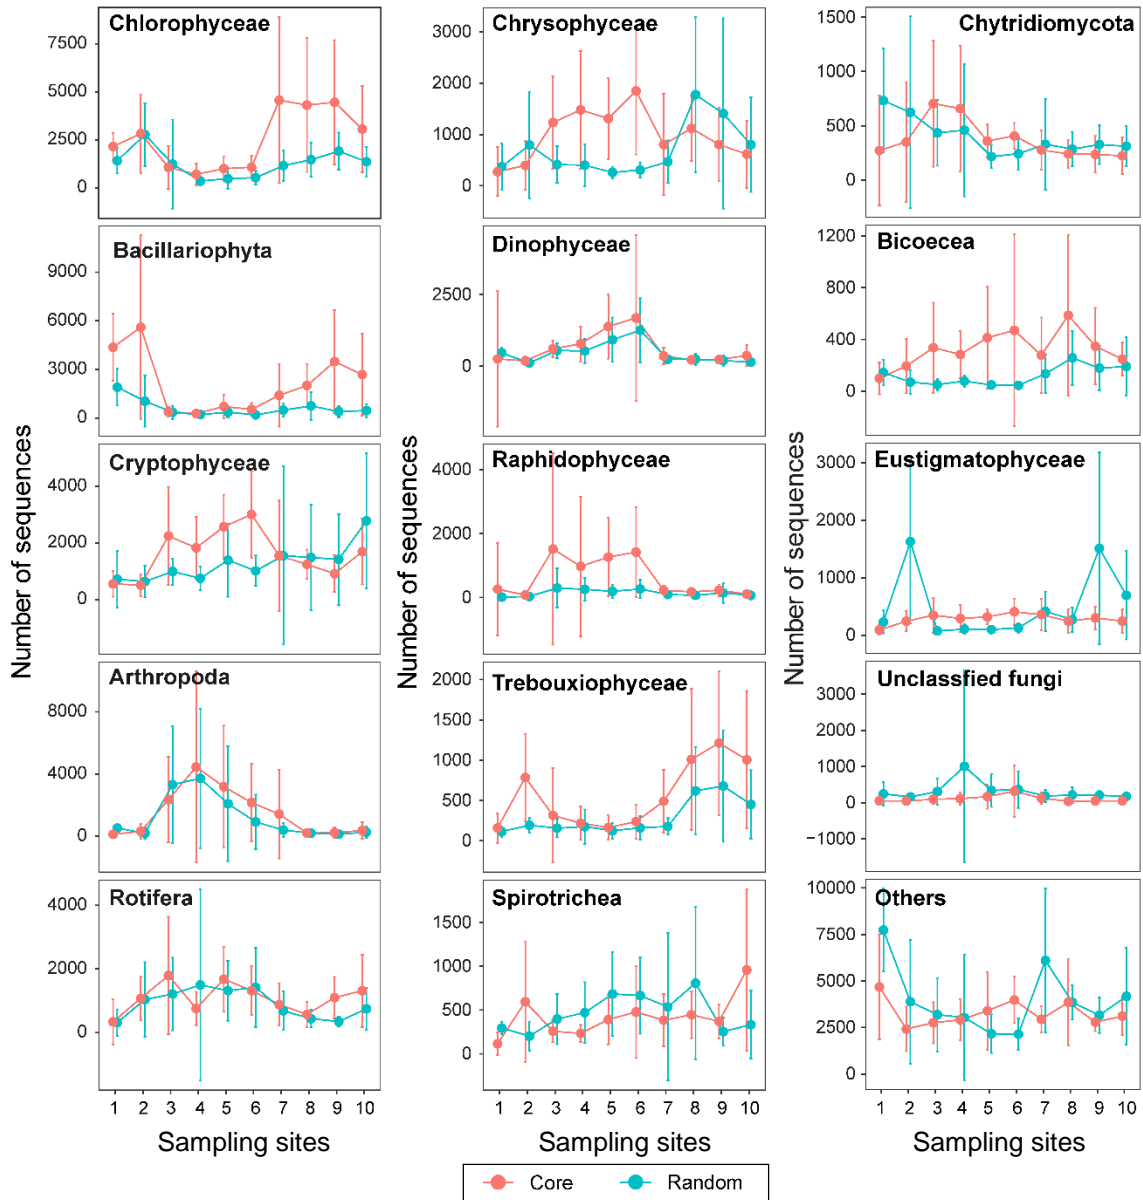 Chlorophyceae
7500
5000
2500
0
Chrysophyceae
3000
2000
1000
0
Chytridiomycota
1500
1000
500
0
Bacillariophyta
9000
6000
3000
0
Dinophyceae
2500
0
Bicoecea
1200
800
400
0
Cryptophyceae
4000
2000
0
Raphidophyceae
4000
2000
0
Eustigmatophyceae
3000
2000
1000
0
Arthropoda
8000
4000
0
Trebouxiophyceae
2000
1500
1000
500
0
Unclassfied fungi
3000
2000
1000
0
−1000
Rotifera
4000
2000
0
Spirotrichea
1500
1000
500
0
Others
10000
7500
5000
2500
0
Number of sequences
Number of sequences
Number of sequences
1 2 3 4 5 6 7 8 9 10
1 2 3 4 5 6 7 8 9 10
1 2 3 4 5 6 7 8 9 10
Sampling sites
Sampling sites
Sampling sites
Core Random